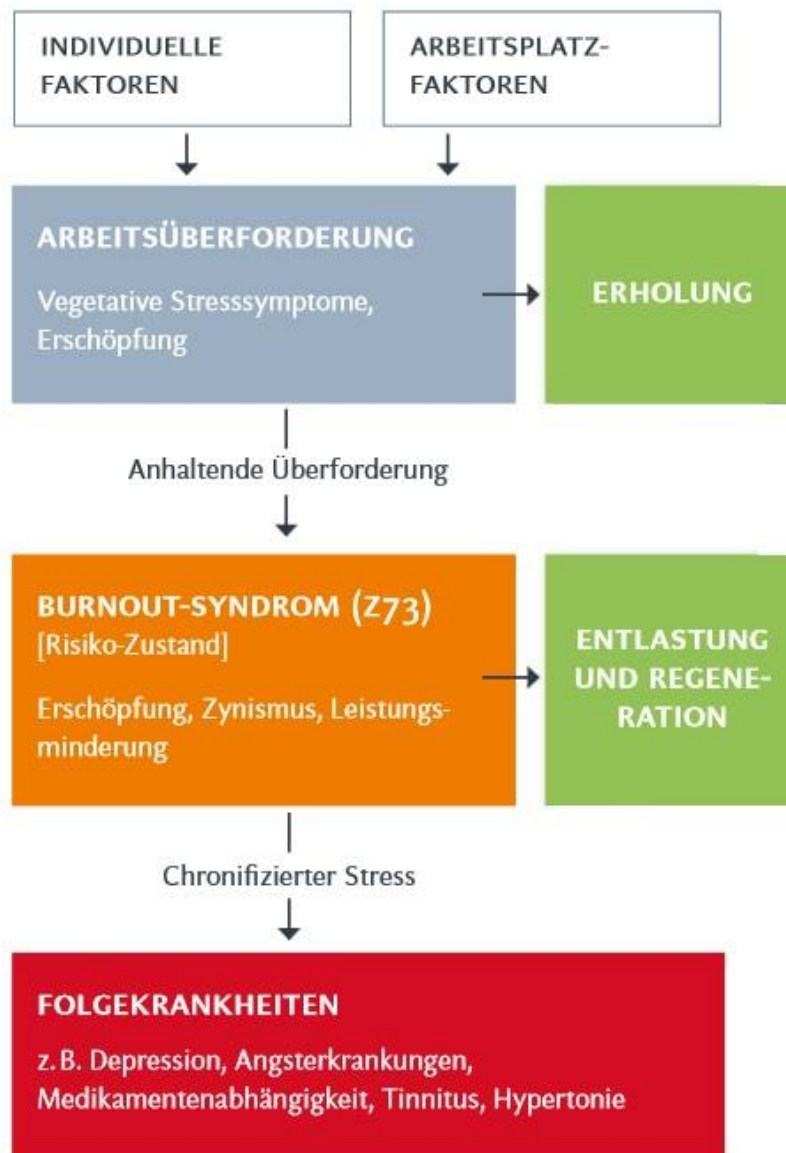 INDIVIDUELLE
FAKTOREN
ARBEITSPLATZ-
FAKTOREN
ARBEITSÜBERFORDERUNG
Vegetative Stresssymptome,
Erschöpfung
ERHOLUNG
Anhaltende Überforderung
BURNOUT-SYNDROM (Z73)
[Risiko-Zustand]
Erschöpfung, Zynismus, Leistungs-
minderung
ENTLASTUNG
UND REGENE-
RATION
Chronifizierter Stress
FOLGEKRANKHEITEN
z. B. Depression, Angsterkrankungen,
Medikamentenabhängigkeit, Tinnitus, Hypertonie